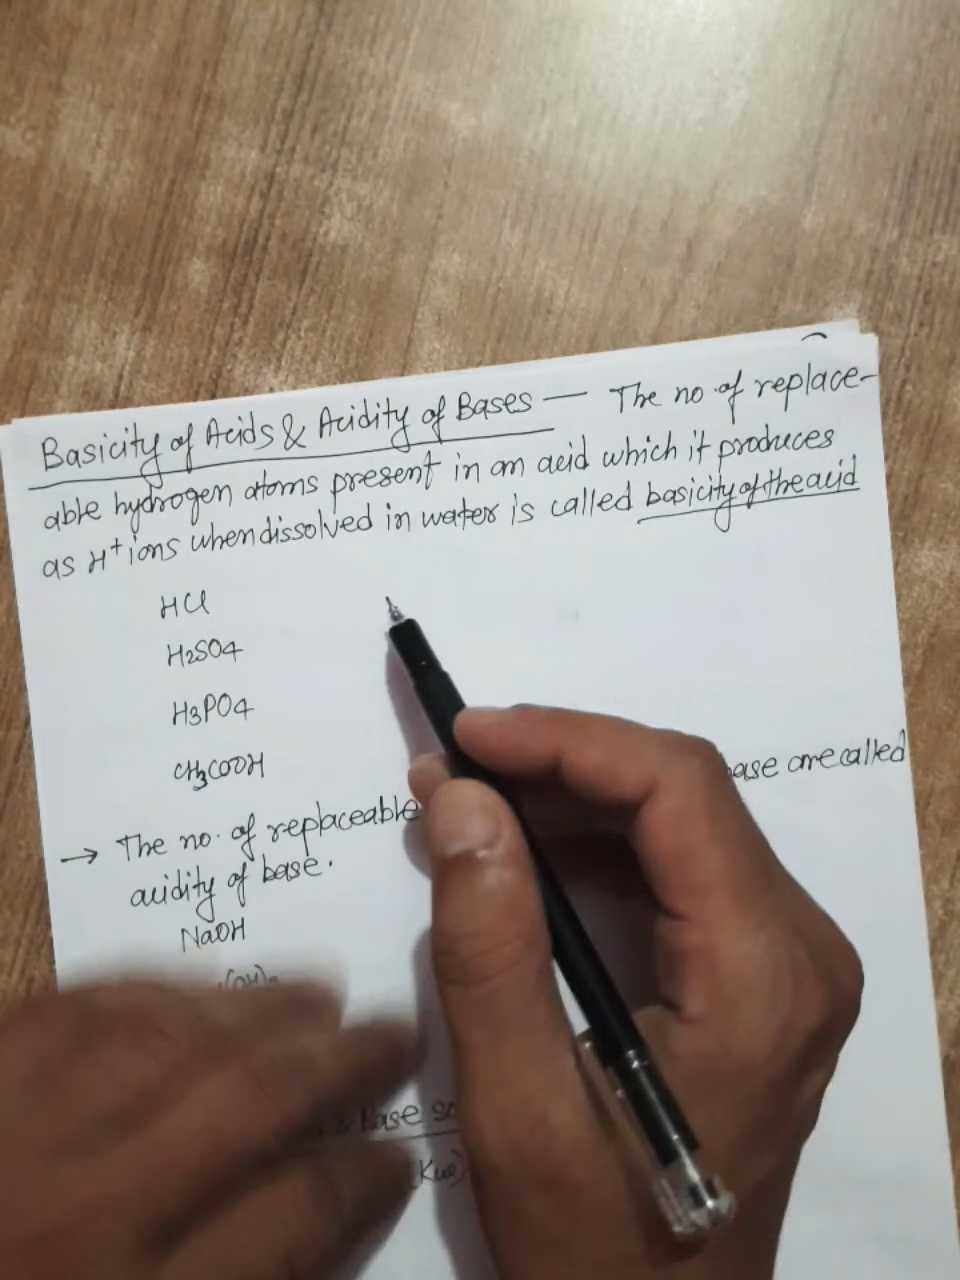 Basicity of Acids & Acidity of Bases — The no. of replace-
able hydrogen atoms present in an acid which it produces
as H+ ions when dissolved in water is called basicity of the acid
HCl
H2SO4
H3PO4
CH3COOH
→ The no. of replaceable ase are called
acidity of base.
NaOH
(OH)2
Base